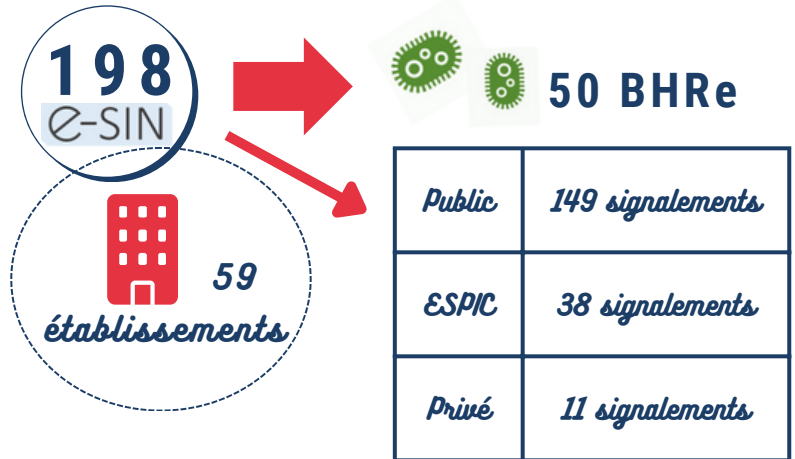 198
e-SIN
59
établissements
50 BHRe
Public 149 signalements
ESPIC 38 signalements
Privé 11 signalements